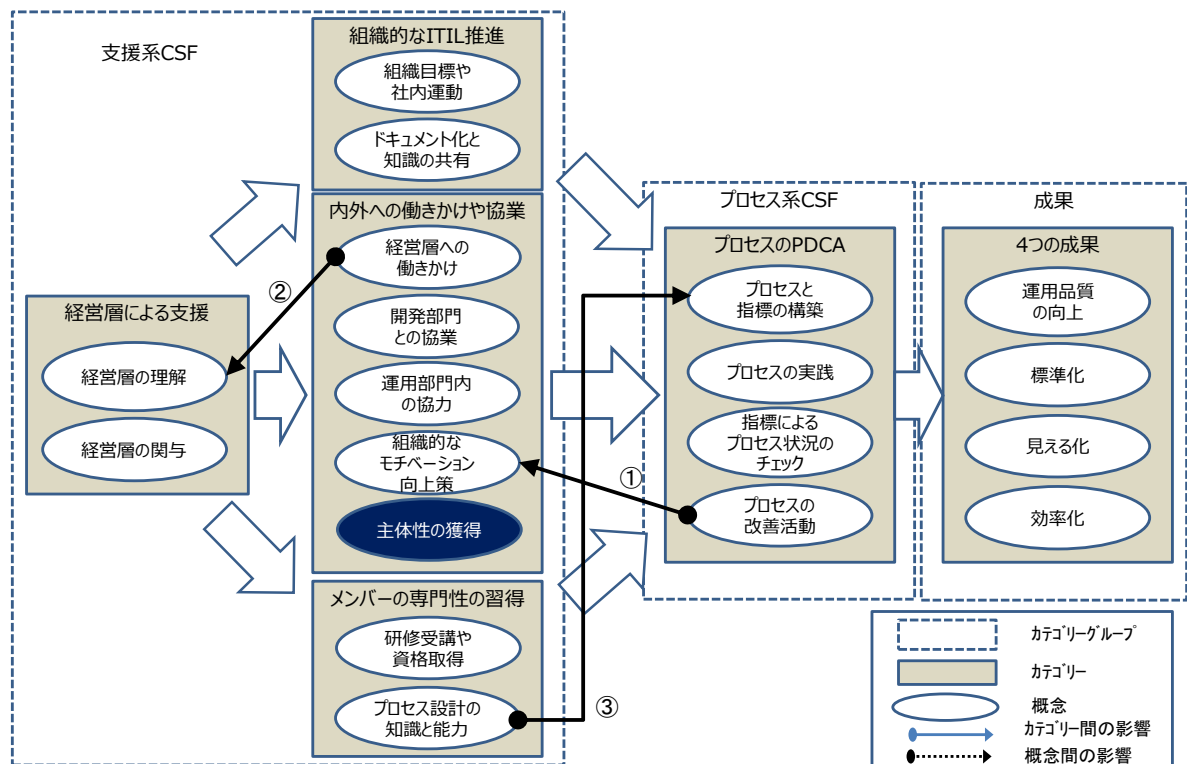 支援系CSF
組織的なITIL推進
組織目標や
社内運動
ドキュメント化と
知識の共有
内外への働きかけや協業
経営層への
働きかけ
開発部門
との協業
運用部門内
の協力
組織的な
モチベーション
向上策
主体性の獲得
メンバーの専門性の習得
研修受講や
資格取得
プロセス設計の
知識と能力
経営層による支援
経営層の理解
経営層の関与
②
①
③
プロセス系CSF
プロセスのPDCA
プロセスと
指標の構築
プロセスの実践
指標による
プロセス状況の
チェック
プロセスの
改善活動
成果
4つの成果
運用品質
の向上
標準化
見える化
効率化
カテゴリーグループ
カテゴリー
概念
カテゴリー間の影響
概念間の影響